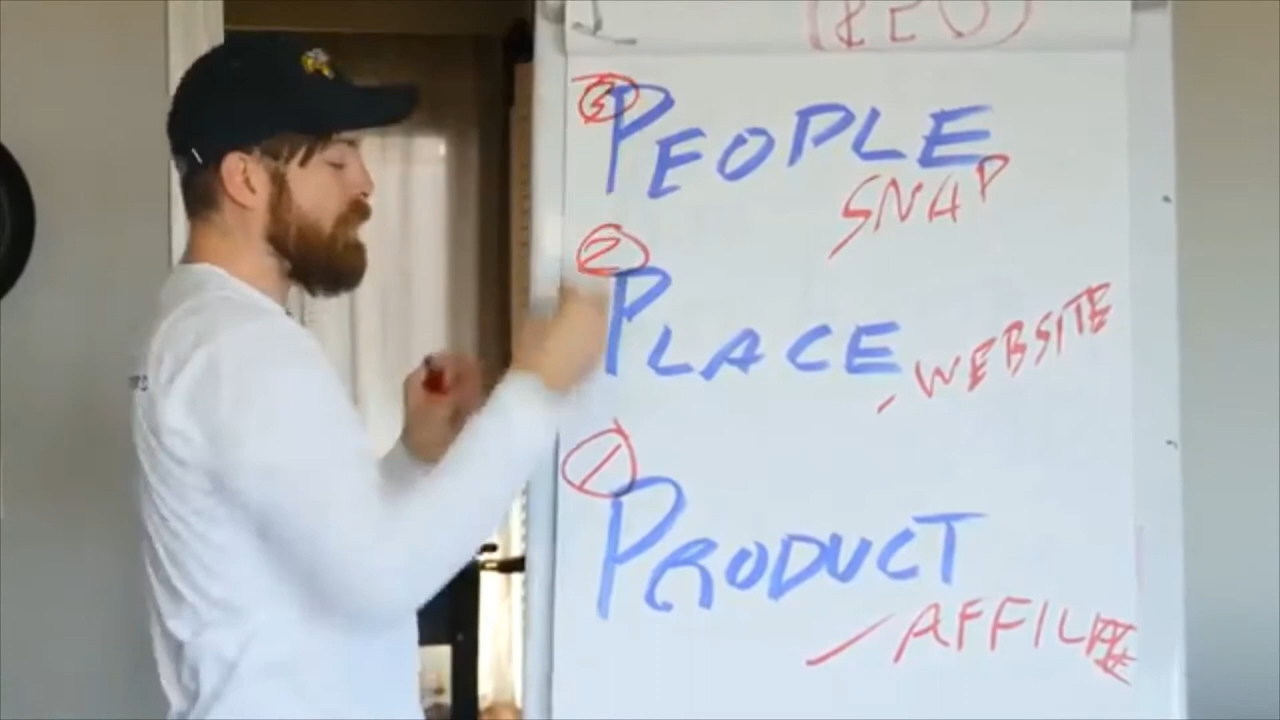 ③ PEOPLE
SNAP
② PLACE
- WEBSITE
① PRODUCT
- AFFILIATE